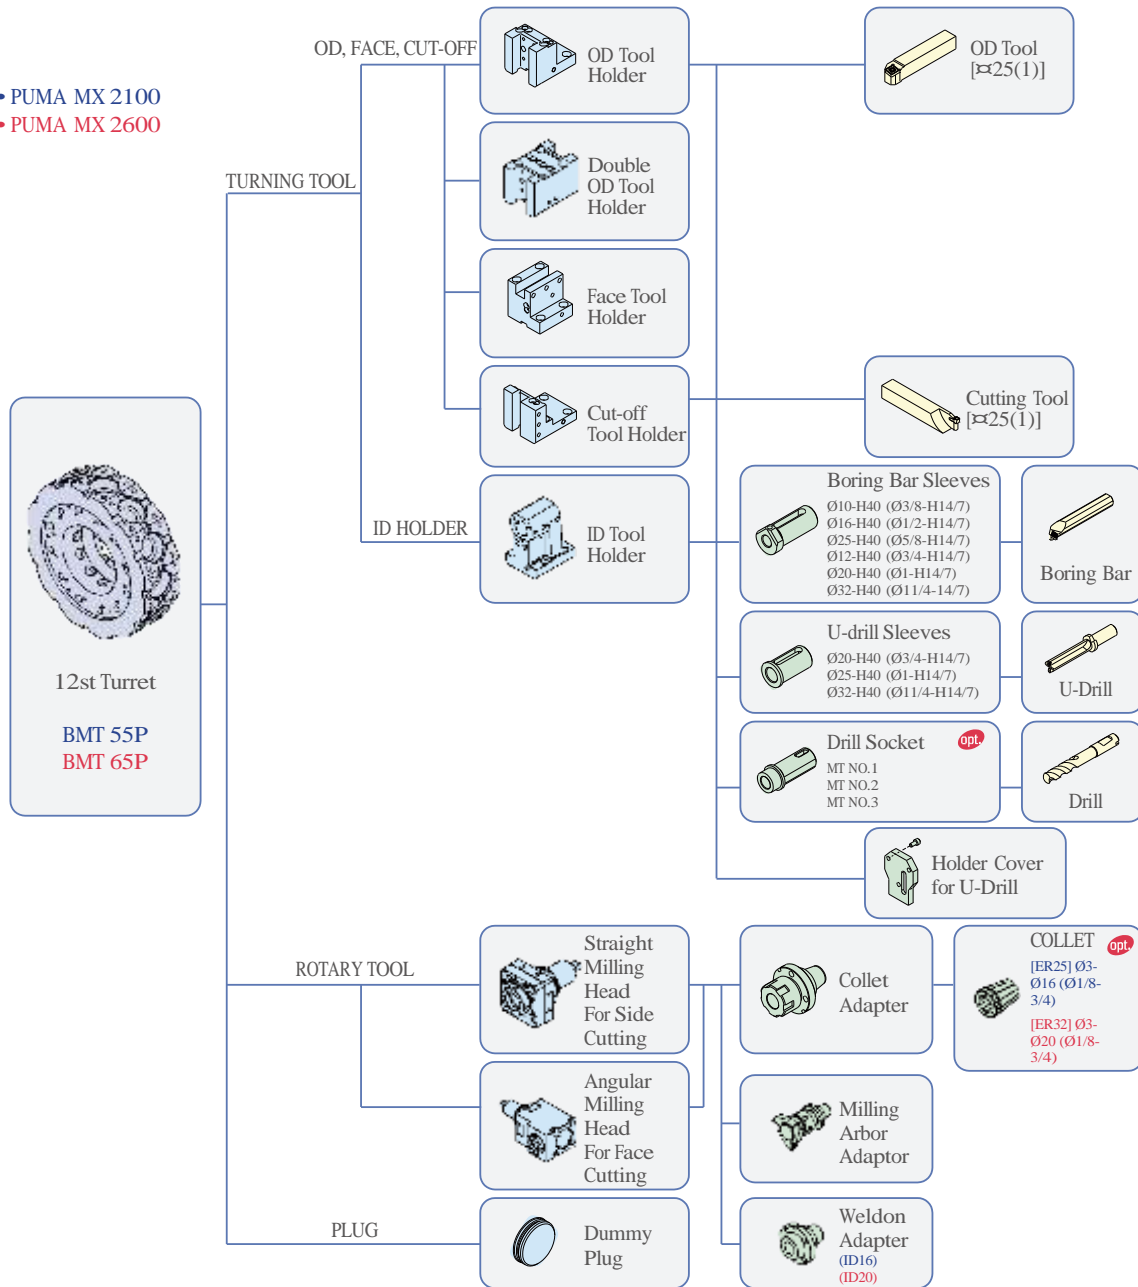 • PUMA MX 2100
• PUMA MX 2600
12st Turret
BMT 55P
BMT 65P
TURNING TOOL
OD, FACE, CUT-OFF
OD Tool
Holder
OD Tool
[¤25(1)]
Double
OD Tool
Holder
Face Tool
Holder
Cut-off
Tool Holder
Cutting Tool
[¤25(1)]
ID HOLDER
ID Tool
Holder
Boring Bar Sleeves
Ø10-H40 (Ø3/8-H14/7)
Ø16-H40 (Ø1/2-H14/7)
Ø25-H40 (Ø5/8-H14/7)
Ø12-H40 (Ø3/4-H14/7)
Ø20-H40 (Ø1-H14/7)
Ø32-H40 (Ø11/4-14/7)
Boring Bar
U-drill Sleeves
Ø20-H40 (Ø3/4-H14/7)
Ø25-H40 (Ø1-H14/7)
Ø32-H40 (Ø11/4-H14/7)
U-Drill
Drill Socket
opt.
MT NO.1
MT NO.2
MT NO.3
Drill
Holder Cover
for U-Drill
ROTARY TOOL
Straight
Milling
Head
For Side
Cutting
Collet
Adapter
COLLET
opt.
[ER25] Ø3-
Ø16 (Ø1/8-
3/4)
[ER32] Ø3-
Ø20 (Ø1/8-
3/4)
Angular
Milling
Head
For Face
Cutting
Milling
Arbor
Adaptor
PLUG
Dummy
Plug
Weldon
Adapter
(ID16)
(ID20)